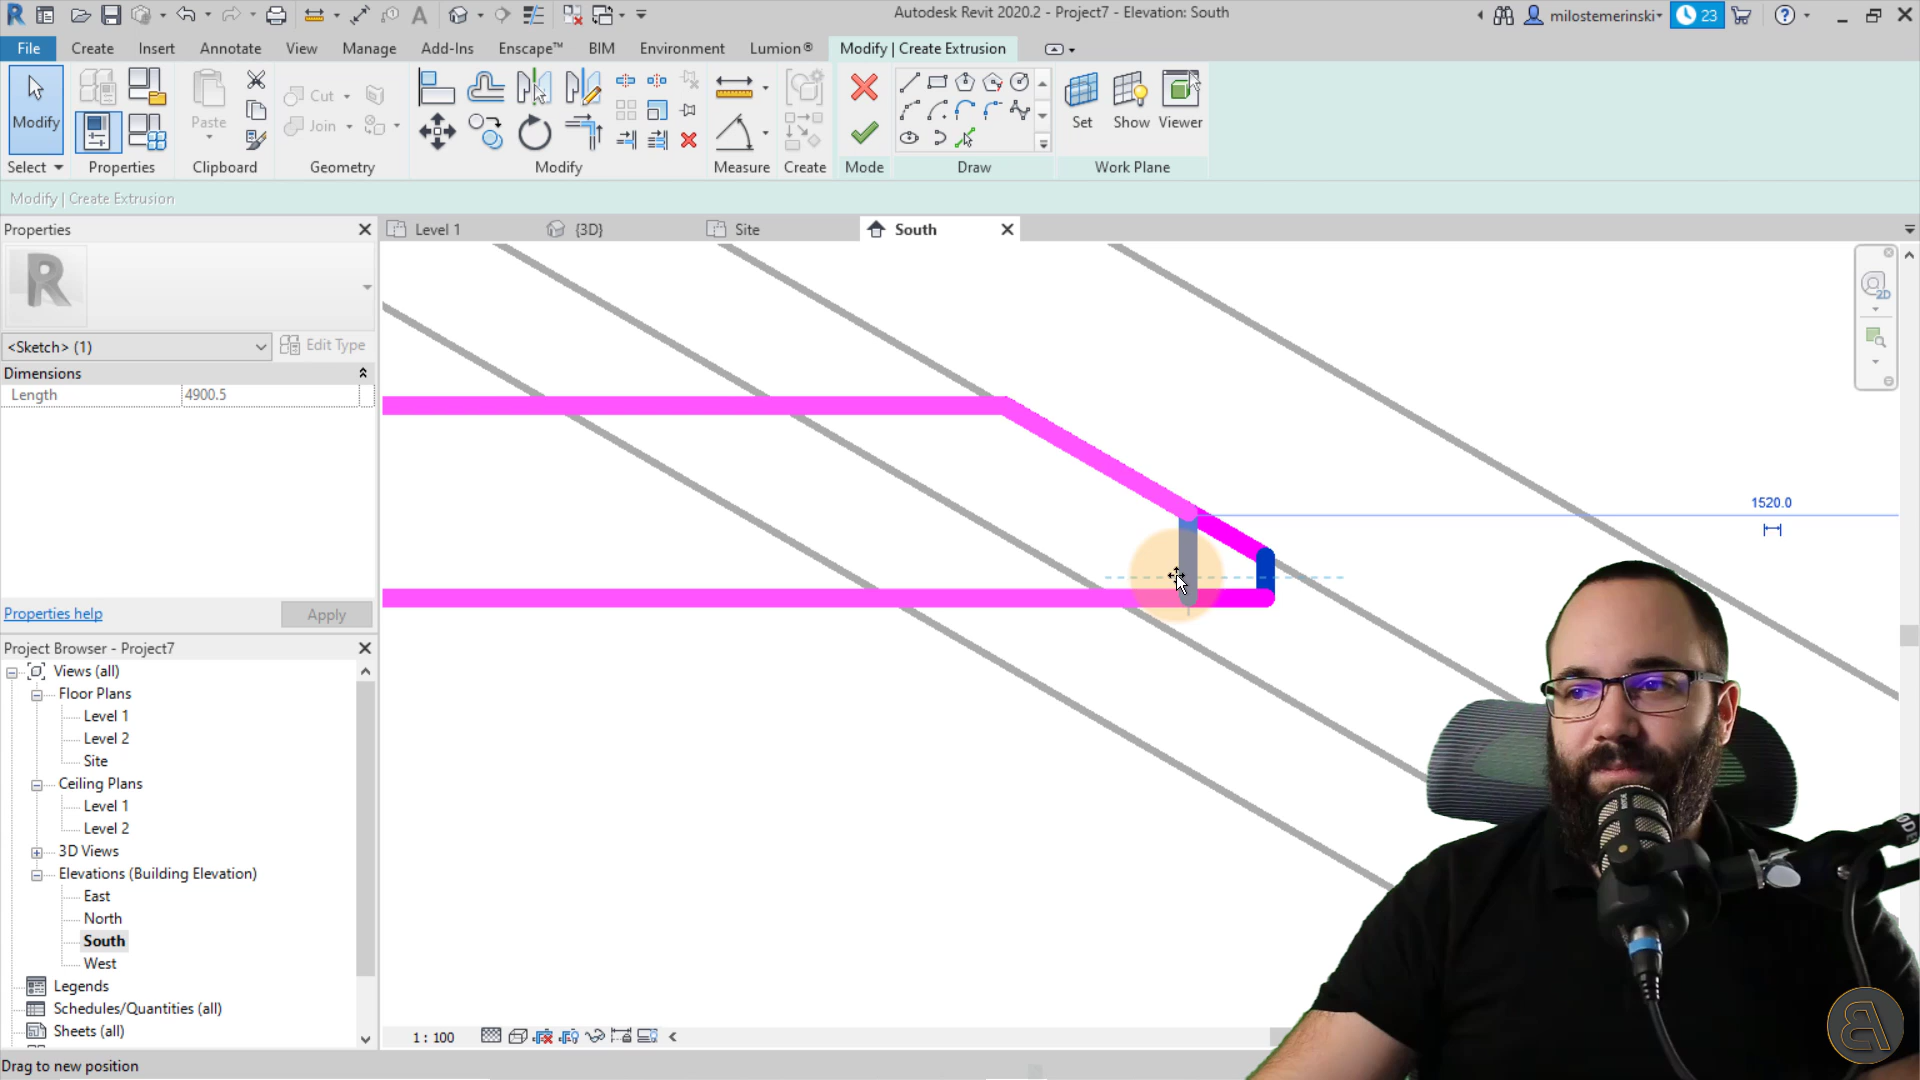 Autodesk Revit 2020.2 - Project7 - Elevation: South
milostemerinski
23
File
Create
Insert
Annotate
View
Manage
Add-Ins
Enscape™
BIM
Environment
Lumion®
Modify | Create Extrusion
Modify
Cut
Join
Paste
Set
Show
Viewer
Select
Properties
Clipboard
Geometry
Modify
Measure
Create
Mode
Draw
Work Plane
Modify | Create Extrusion
Properties
Level 1
{3D}
Site
South
R
2D
<Sketch> (1)
Edit Type
Dimensions
Length
4900.5
1520.0
Properties help
Apply
Project Browser - Project7
Views (all)
Floor Plans
Level 1
Level 2
Site
Ceiling Plans
Level 1
Level 2
3D Views
Elevations (Building Elevation)
East
North
South
West
Legends
Schedules/Quantities (all)
Sheets (all)
1 : 100
Drag to new position